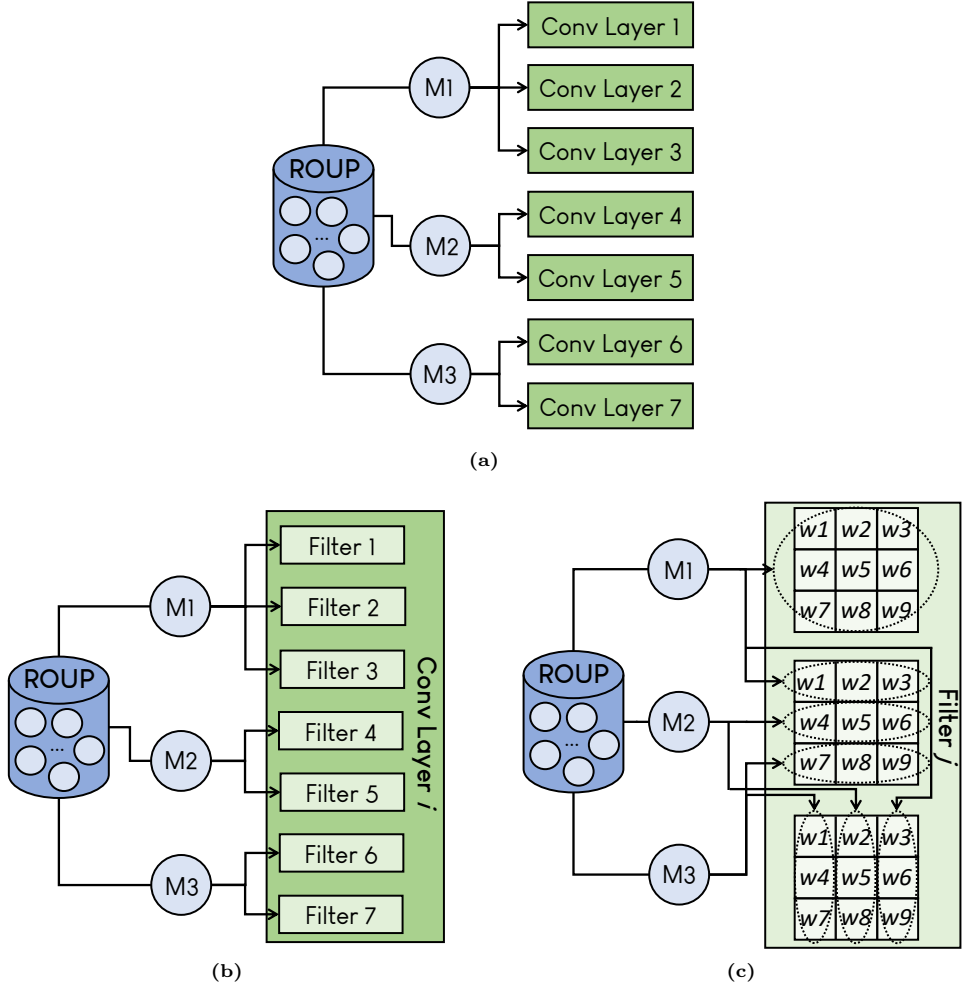 Conv Layer 1
M1
Conv Layer 2
Conv Layer 3
ROUP
...
Conv Layer 4
M2
Conv Layer 5
Conv Layer 6
M3
Conv Layer 7
(a)
Filter 1
M1
Filter 2
Filter 3
ROUP
...
Filter 4
M2
Filter 5
Filter 6
M3
Filter 7
Conv Layer i
(b)
M1
ROUP
...
M2
M3
w1 w2 w3
w4 w5 w6
w7 w8 w9
w1 w2 w3
w4 w5 w6
w7 w8 w9
w1 w2 w3
w4 w5 w6
w7 w8 w9
Filter j
(c)